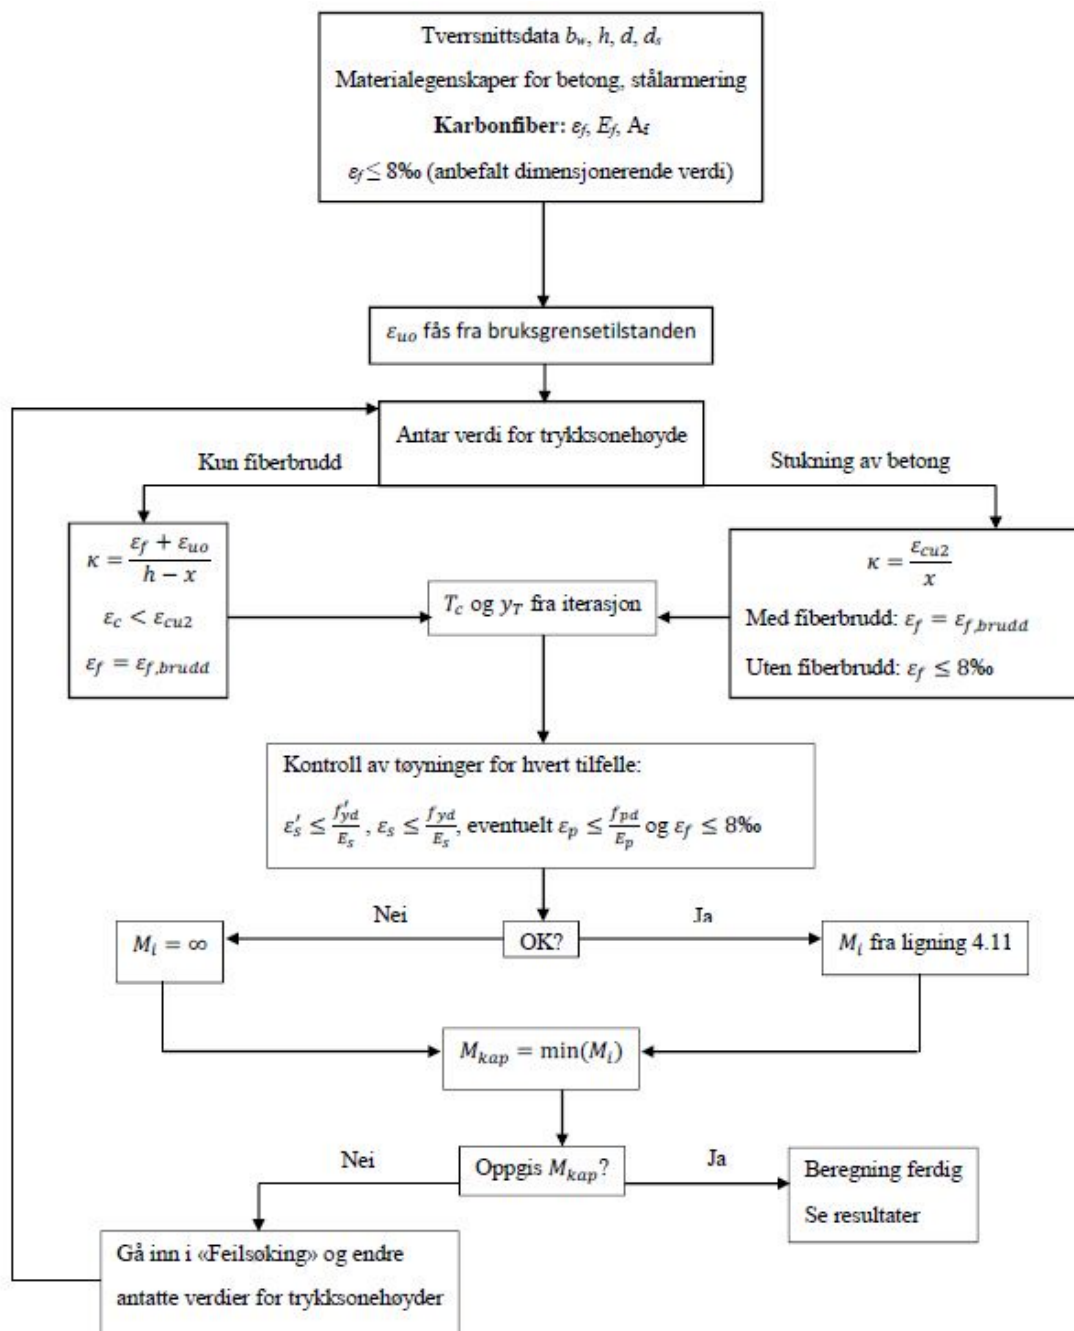 Tverrsnittsdata b_w, h, d, d_s
Materialegenskaper for betong, stålarmering
Karbonfiber: ε_f, E_f, A_f
ε_f ≤ 8‰ (anbefalt dimensjonerende verdi)
ε_uo fås fra bruksgrensetilstanden
Antar verdi for trykksonehøyde
Kun fiberbrudd
Stukning av betong
κ = (ε_f + ε_uo)/(h − x)
ε_c < ε_cu2
ε_f = ε_f,brudd
T_c og y_T fra iterasjon
κ = ε_cu2/x
Med fiberbrudd: ε_f = ε_f,brudd
Uten fiberbrudd: ε_f ≤ 8‰
Kontroll av tøyninger for hvert tilfelle:
ε′_s ≤ f′_yd/E_s , ε_s ≤ f_yd/E_s, eventuelt ε_p ≤ f_pd/E_p og ε_f ≤ 8‰
Nei
OK?
Ja
M_i = ∞
M_i fra ligning 4.11
M_kap = min(M_i)
Nei
Oppgis M_kap?
Ja
Beregning ferdig
Se resultater
Gå inn i «Feilsøking» og endre
antatte verdier for trykksonehøyder